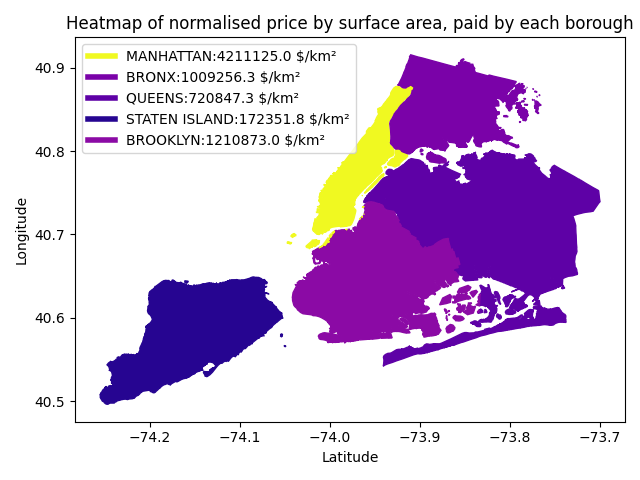 Heatmap of normalised price by surface area, paid by each borough
MANHATTAN:4211125.0 $/km²
BRONX:1009256.3 $/km²
QUEENS:720847.3 $/km²
STATEN ISLAND:172351.8 $/km²
BROOKLYN:1210873.0 $/km²
Longitude
40.9
40.8
40.7
40.6
40.5
−74.2
−74.1
−74.0
−73.9
−73.8
−73.7
Latitude